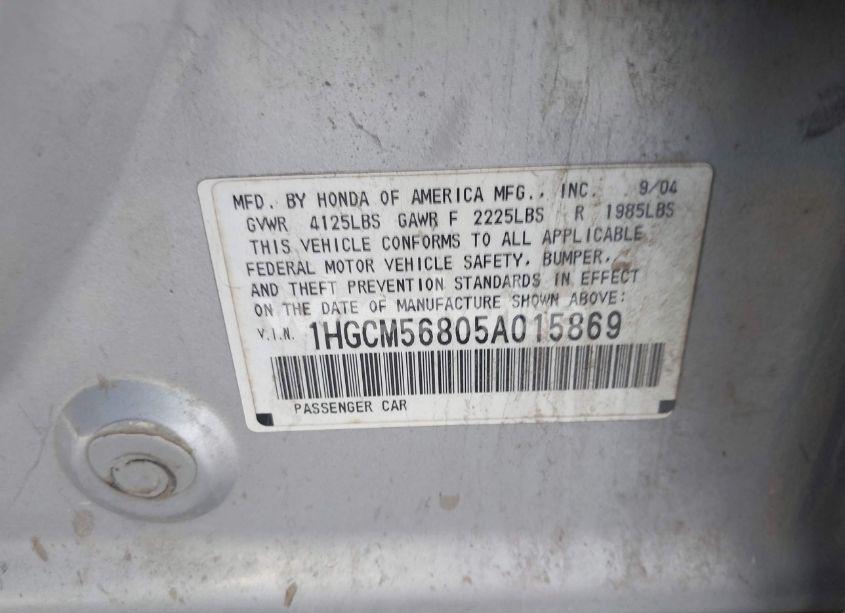 MFD. BY HONDA OF AMERICA MFG., INC. 9/04
GVWR 4125LBS GAWR F 2225LBS R 1985LBS
THIS VEHICLE CONFORMS TO ALL APPLICABLE
FEDERAL MOTOR VEHICLE SAFETY, BUMPER,
AND THEFT PREVENTION STANDARDS IN EFFECT
ON THE DATE OF MANUFACTURE SHOWN ABOVE:
V.I.N. 1HGCM56805A015869
PASSENGER CAR